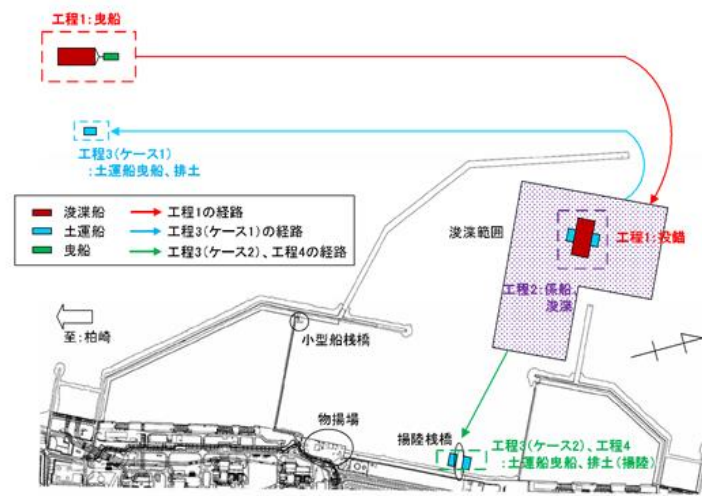 工程1:曳船
工程3(ケース1)
:土運船曳船、排土
浚渫船
工程1の経路
土運船
工程3(ケース1)の経路
曳船
工程3(ケース2)、工程4の経路
浚渫範囲
工程1:投錨
工程2:係船、
浚渫
至:柏崎
小型船桟橋
物揚場
揚陸桟橋
工程3(ケース2)、工程4
:土運船曳船、排土(揚陸)